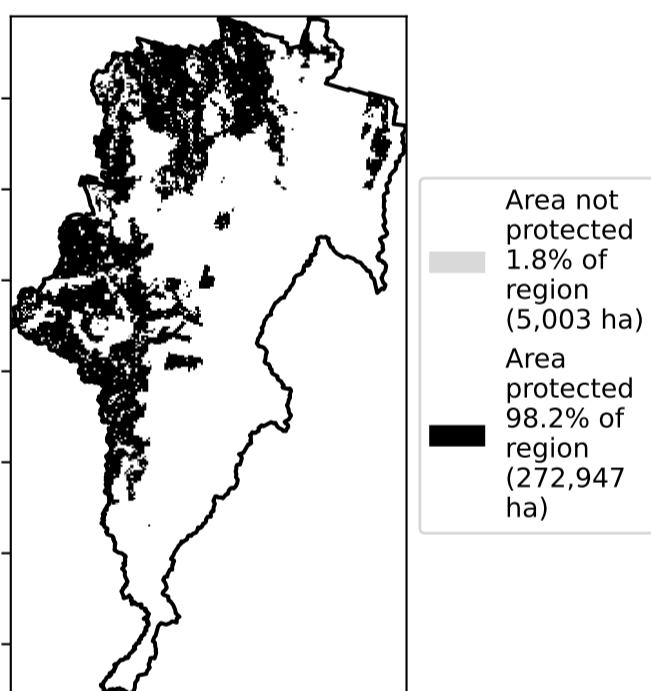 Area not
protected
1.8% of
region
(5,003 ha)
Area
protected
98.2% of
region
(272,947
ha)